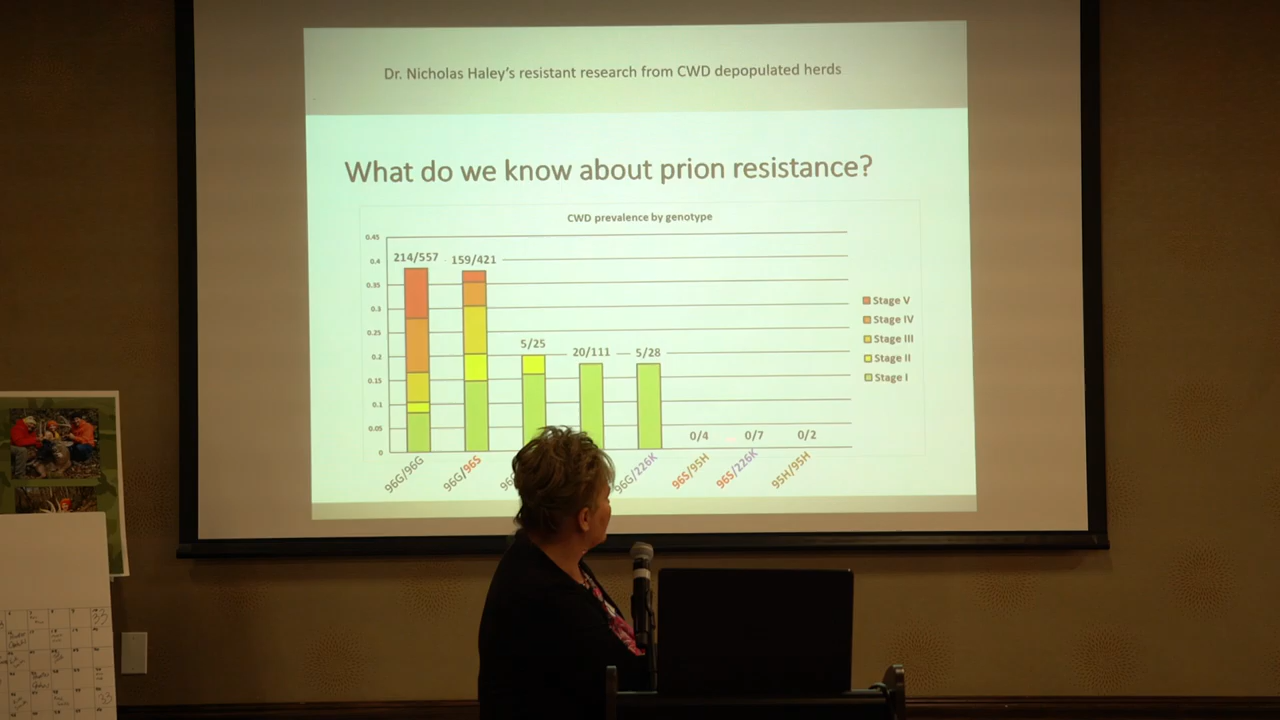 Dr. Nicholas Haley's resistant research from CWD depopulated herds
What do we know about prion resistance?
CWD prevalence by genotype
0.45
0.4
0.35
0.3
0.25
0.2
0.15
0.1
0.05
0
214/557
159/421
5/25
20/111
5/28
0/4
0/7
0/2
96G/96G
96G/96S
96G/226K
96S/95H
96S/226K
95H/95H
Stage V
Stage IV
Stage III
Stage II
Stage I
33
33